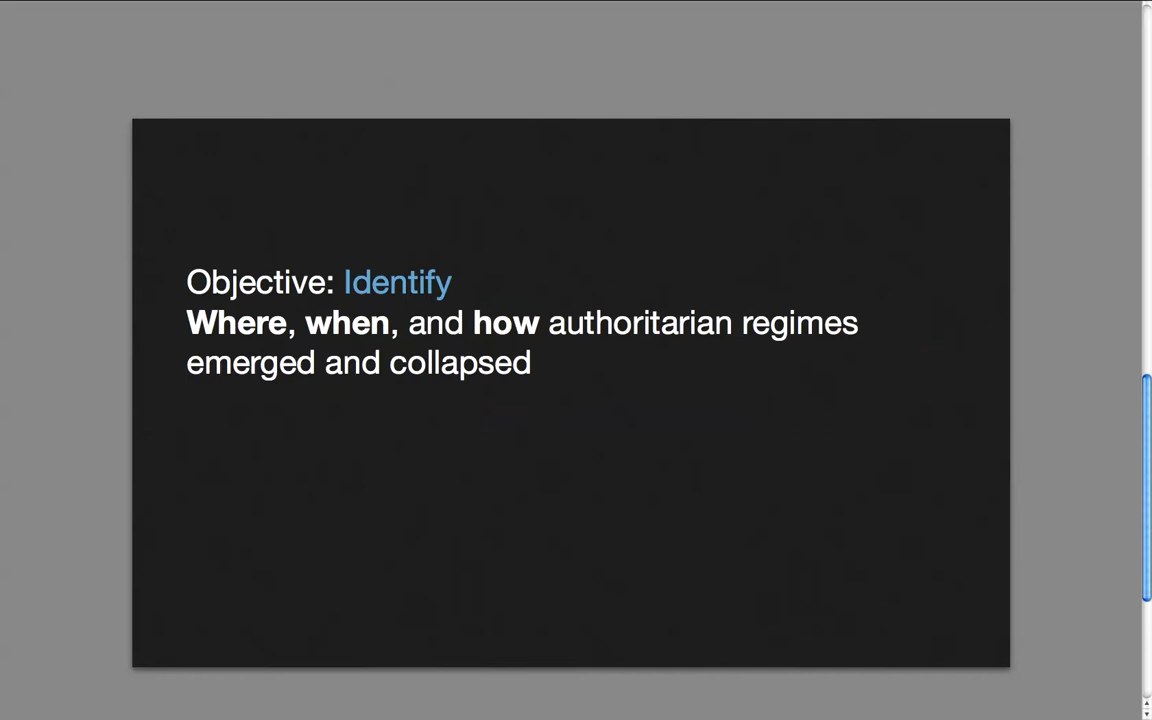 Objective: Identify
Where, when, and how authoritarian regimes
emerged and collapsed